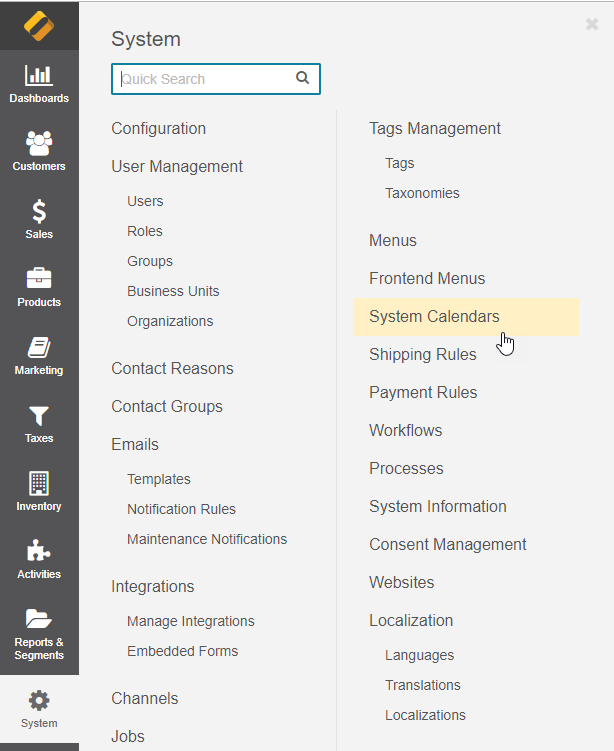 Dashboards
Customers
Sales
Products
Marketing
Taxes
Inventory
Activities
Reports &
Segments
System
System
Quick Search
Configuration
User Management
Users
Roles
Groups
Business Units
Organizations
Contact Reasons
Contact Groups
Emails
Templates
Notification Rules
Maintenance Notifications
Integrations
Manage Integrations
Embedded Forms
Channels
Jobs
Tags Management
Tags
Taxonomies
Menus
Frontend Menus
System Calendars
Shipping Rules
Payment Rules
Workflows
Processes
System Information
Consent Management
Websites
Localization
Languages
Translations
Localizations